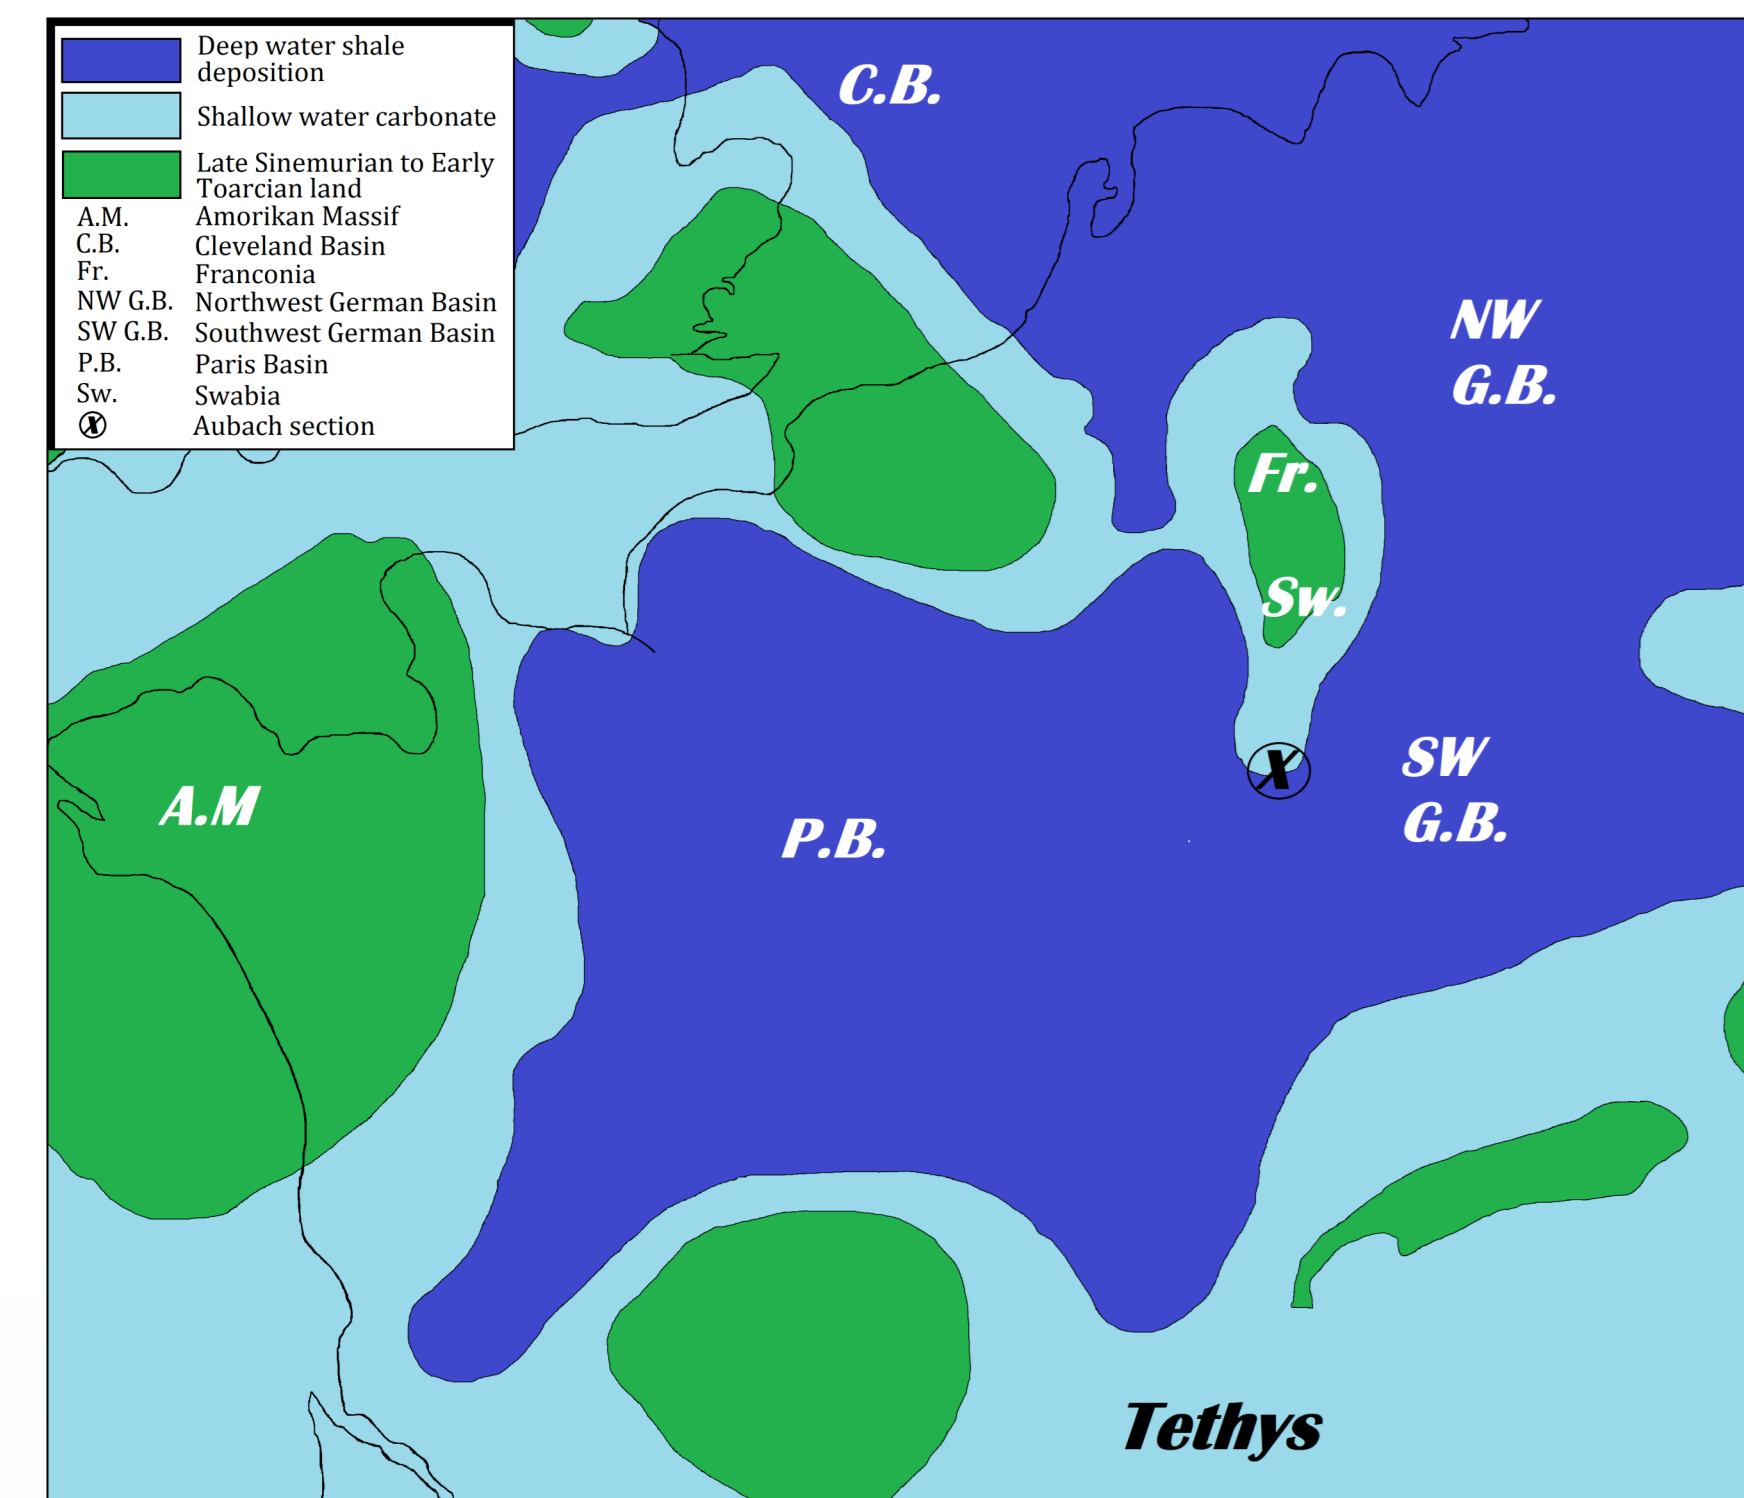 Deep water shale
deposition
Shallow water carbonate
Late Sinemurian to Early
Toarcian land
A.M. Amorikan Massif
C.B. Cleveland Basin
Fr. Franconia
NW G.B. Northwest German Basin
SW G.B. Southwest German Basin
P.B. Paris Basin
Sw. Swabia
X Aubach section
C.B.
NW
G.B.
Fr.
Sw.
X
SW
G.B.
A.M
P.B.
Tethys